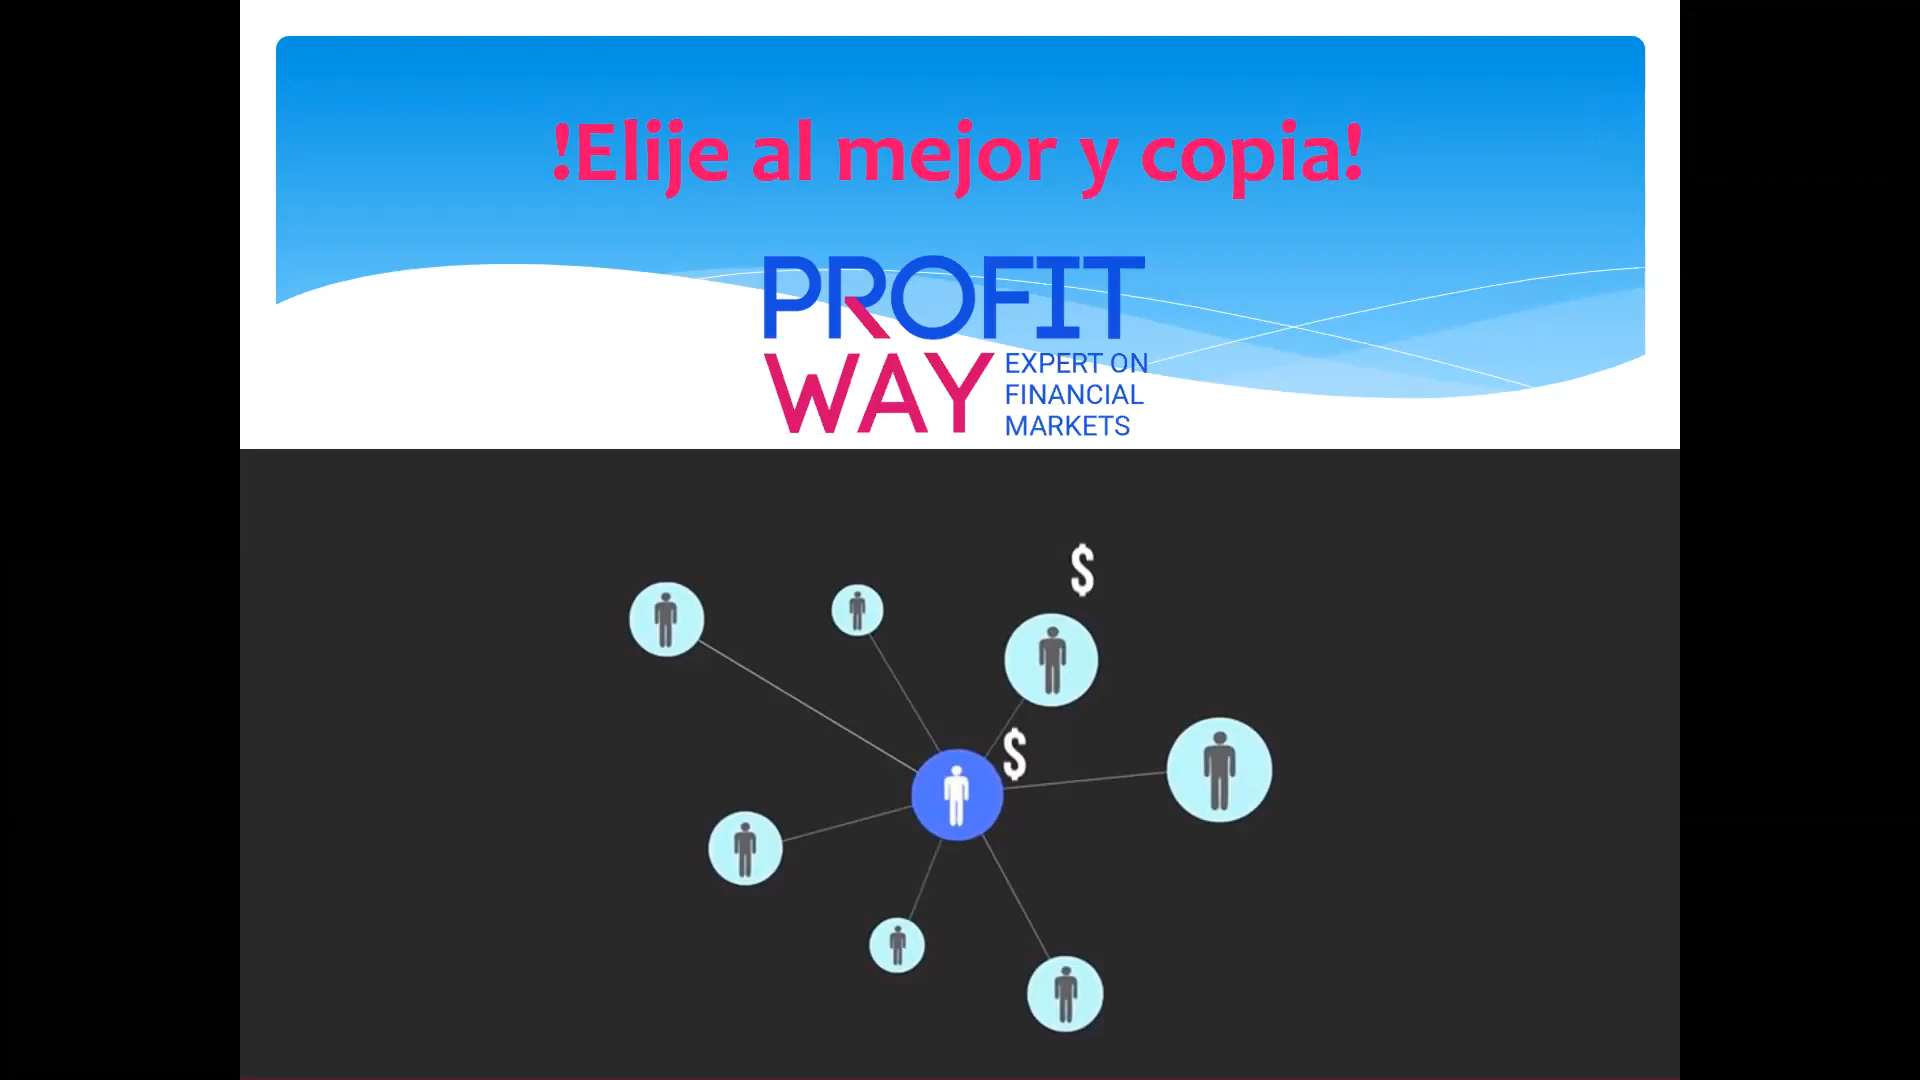 !Elije al mejor y copia!
PROFIT
WAY
EXPERT ON
FINANCIAL
MARKETS
$
$